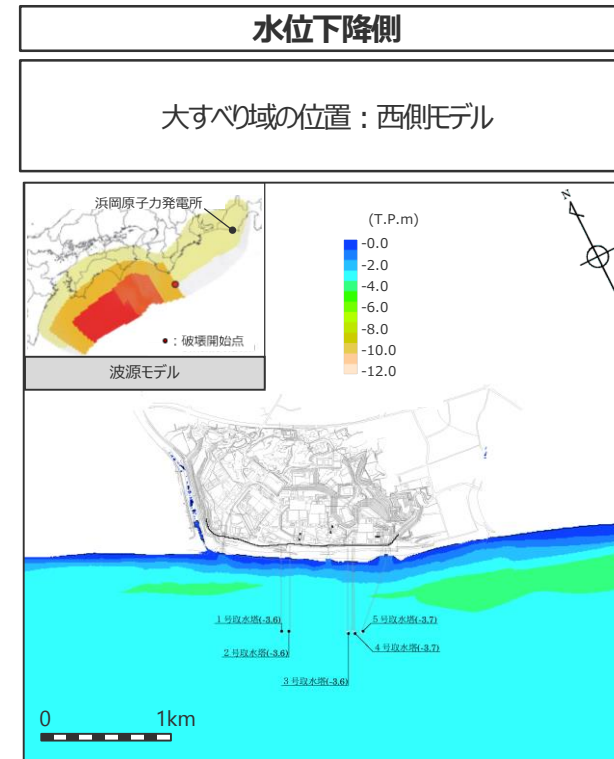 水位下降側
大すべり域の位置：西側モデル
浜岡原子力発電所
●：破壊開始点
波源モデル
N
(T.P.m)
-0.0
-2.0
-4.0
-6.0
-8.0
-10.0
-12.0
１号取水塔(-3.6)
５号取水塔(-3.7)
２号取水塔(-3.6)
４号取水塔(-3.7)
３号取水塔(-3.6)
0 1km